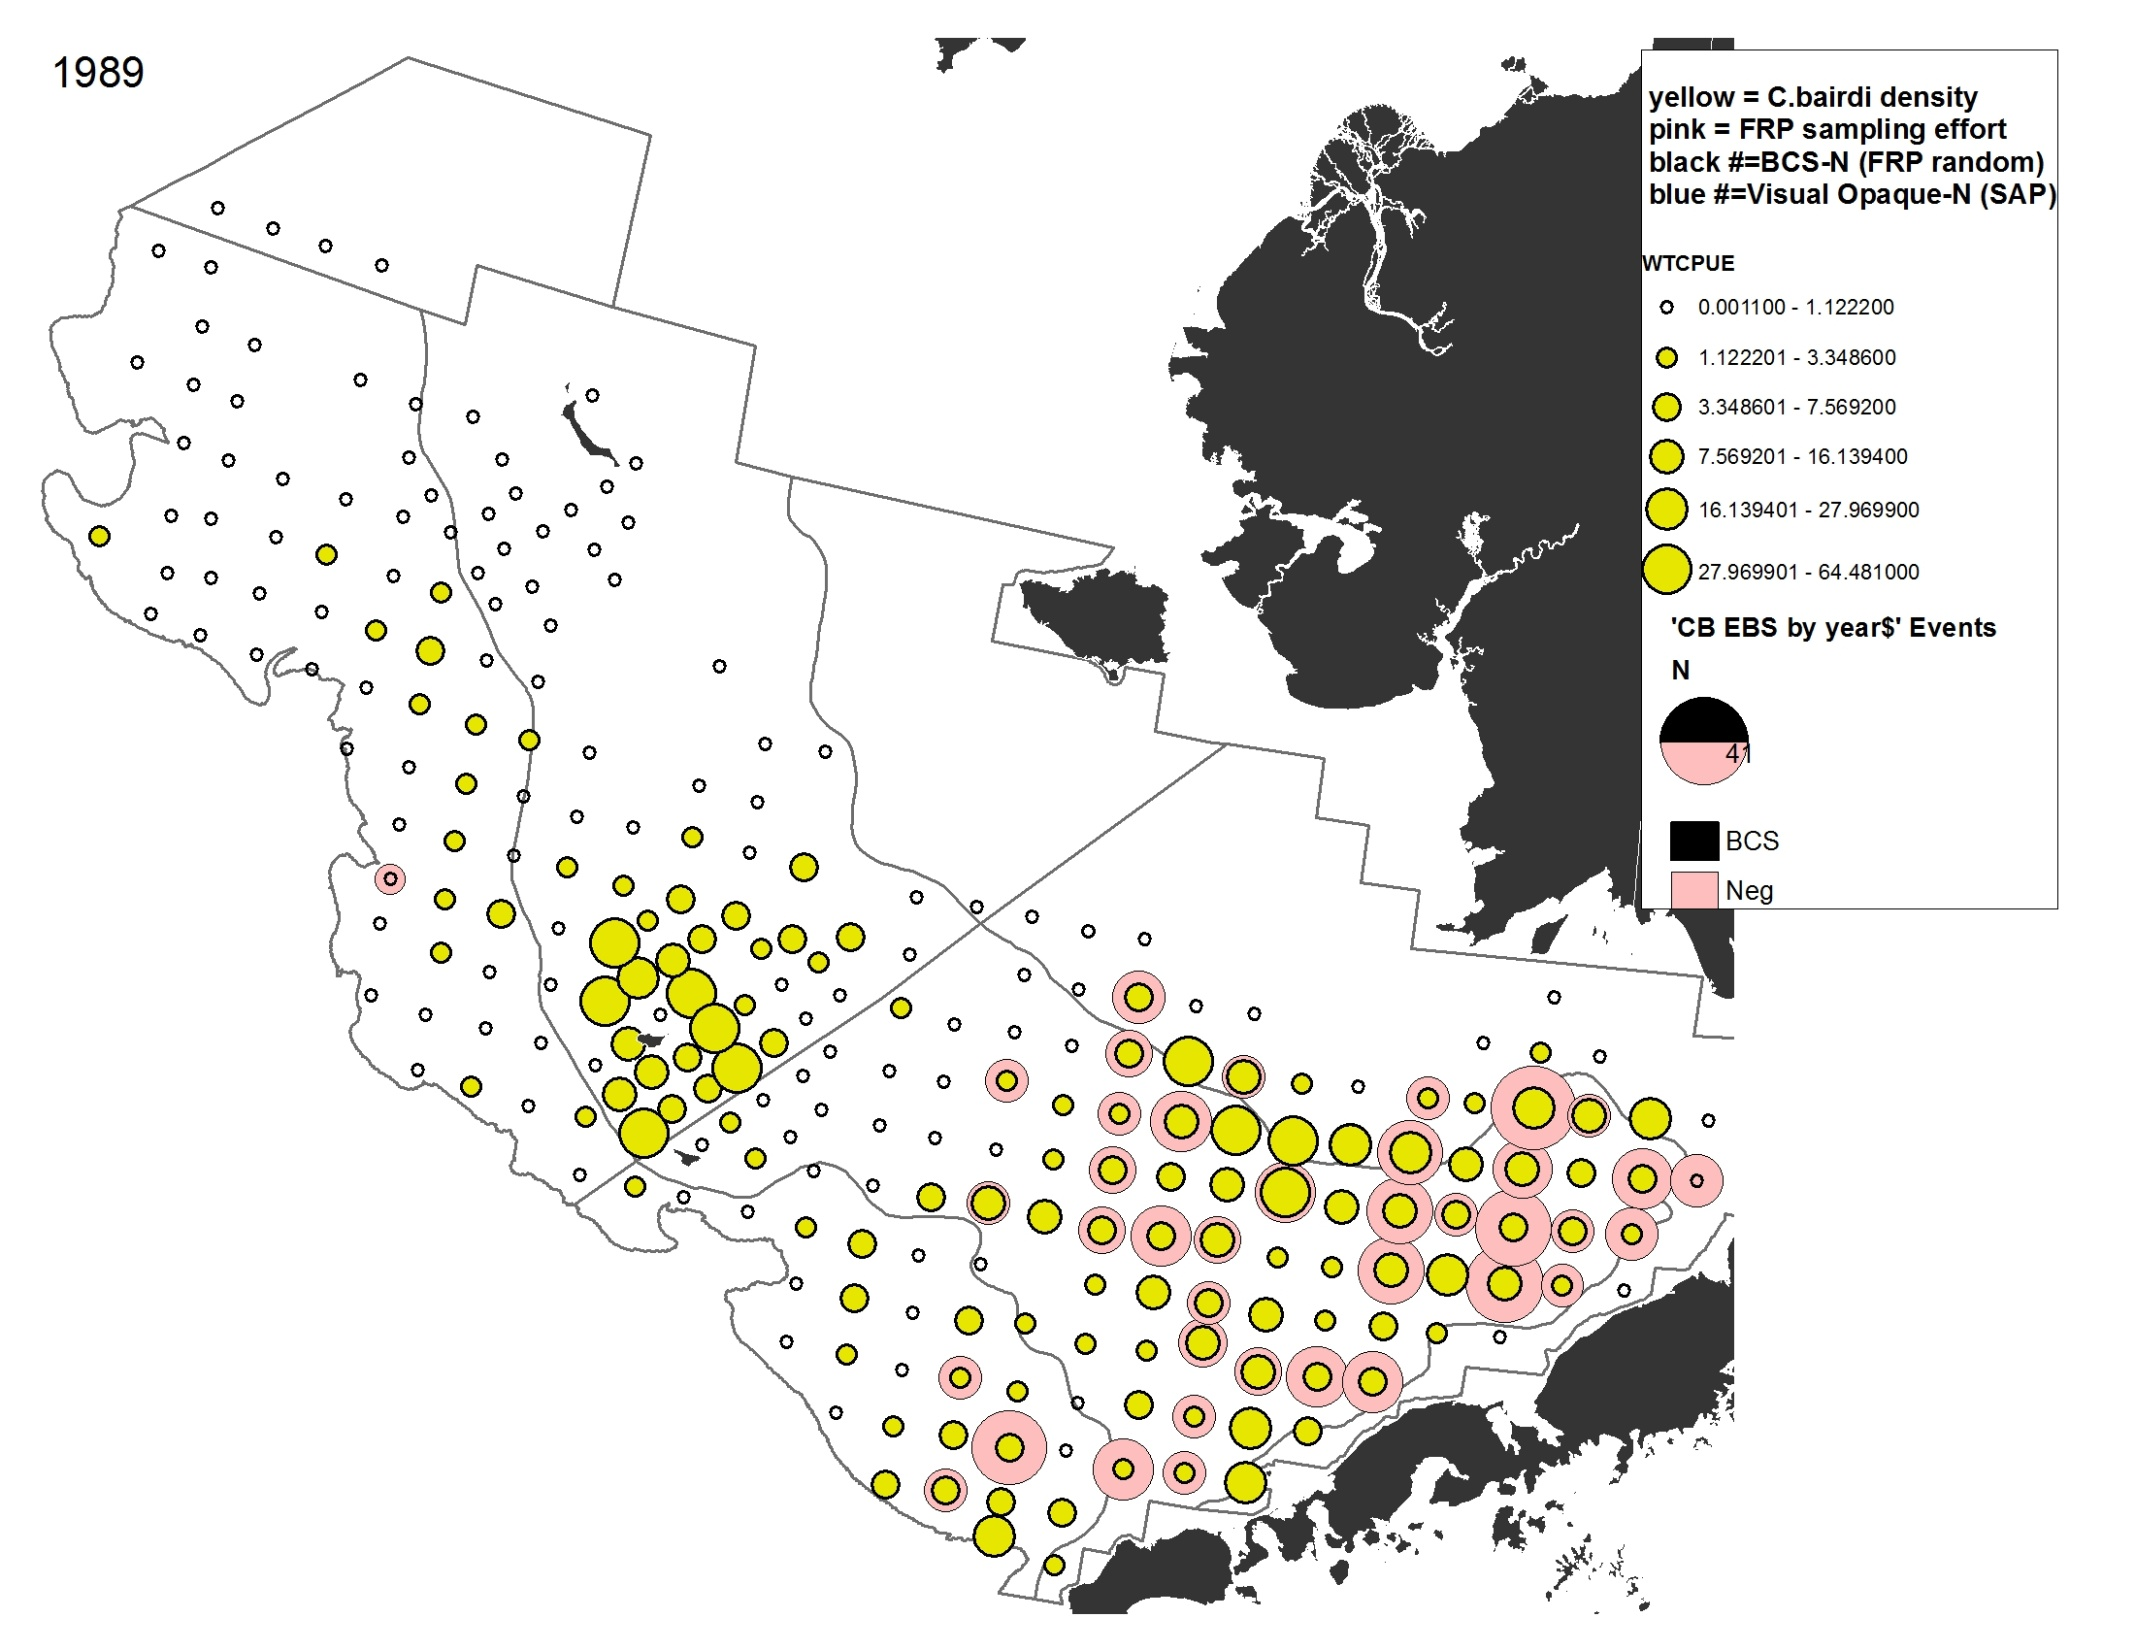 1989
yellow = C.bairdi density
pink = FRP sampling effort
black #=BCS-N (FRP random)
blue #=Visual Opaque-N (SAP)
WTCPUE
0.001100 - 1.122200
1.122201 - 3.348600
3.348601 - 7.569200
7.569201 - 16.139400
16.139401 - 27.969900
27.969901 - 64.481000
'CB EBS by year$' Events
N
41
BCS
Neg